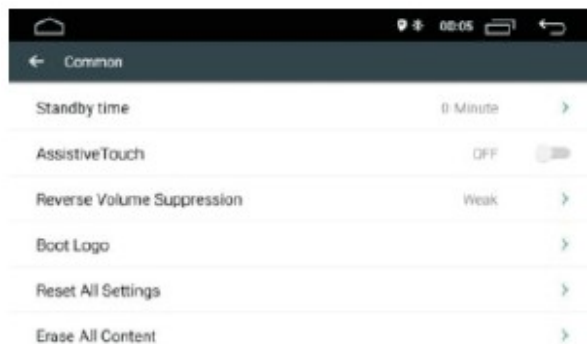 00:05
Common
Standby time 0 Minute
AssistiveTouch OFF
Reverse Volume Suppression Weak
Boot Logo
Reset All Settings
Erase All Content